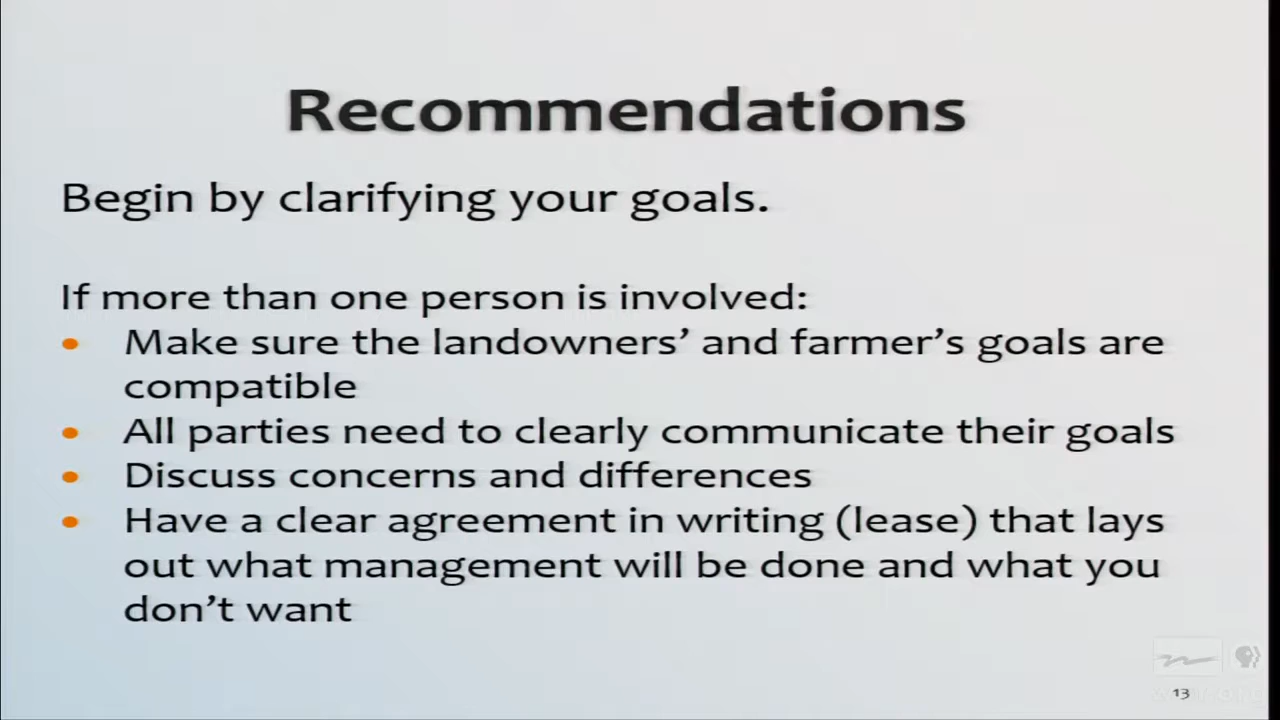 Recommendations
Begin by clarifying your goals.
If more than one person is involved:
• Make sure the landowners’ and farmer’s goals are
compatible
• All parties need to clearly communicate their goals
• Discuss concerns and differences
• Have a clear agreement in writing (lease) that lays
out what management will be done and what you
don’t want
13